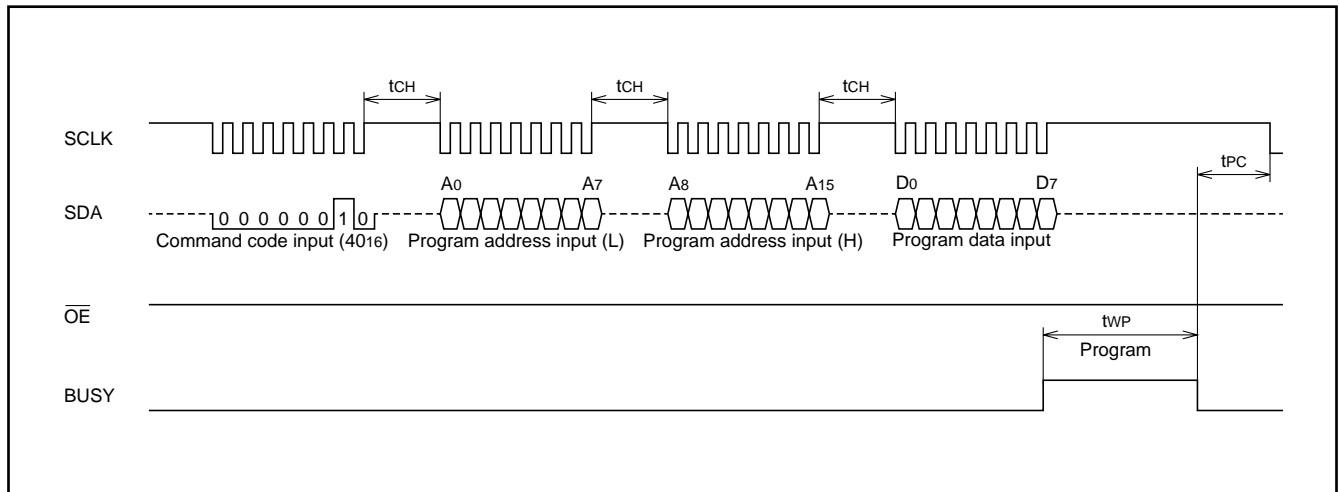 tCH tCH tCH
SCLK
tPC
A0 A7 A8 A15 D0 D7
SDA
0 0 0 0 0 0 1 0
Command code input (4016) Program address input (L) Program address input (H) Program data input
OE
tWP
Program
BUSY